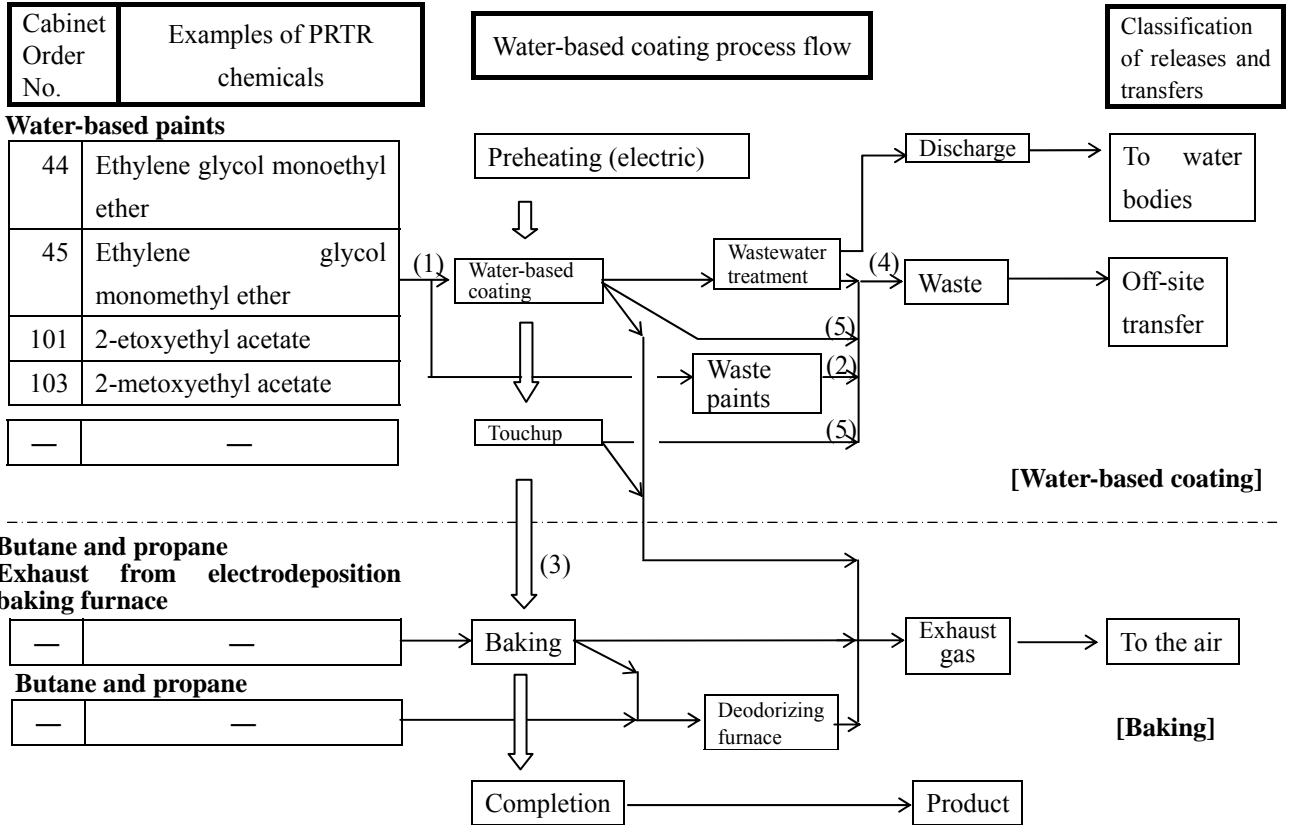 Cabinet
Order
No.
Examples of PRTR
chemicals
Water-based coating process flow
Classification
of releases and
transfers
Water-based paints
44
Ethylene glycol monoethyl
ether
45
Ethylene glycol
monomethyl ether
101
2-etoxyethyl acetate
103
2-metoxyethyl acetate
— —
Preheating (electric)
(1)
Water-based
coating
Wastewater
treatment
Discharge
To water
bodies
(4)
Waste
Off-site
transfer
(5)
Waste
paints
(2)
Touchup
(5)
[Water-based coating]
Butane and propane
Exhaust from electrodeposition
baking furnace
(3)
— —
Baking
Exhaust
gas
To the air
Butane and propane
— —
Deodorizing
furnace
[Baking]
Completion
Product